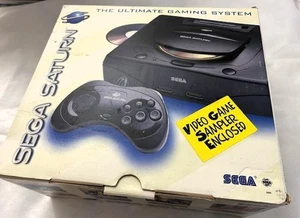 THE ULTIMATE GAMING SYSTEM
SEGA SATURN
SEGA
VIDEO GAME
SAMPLER
ENCLOSED
SEGA